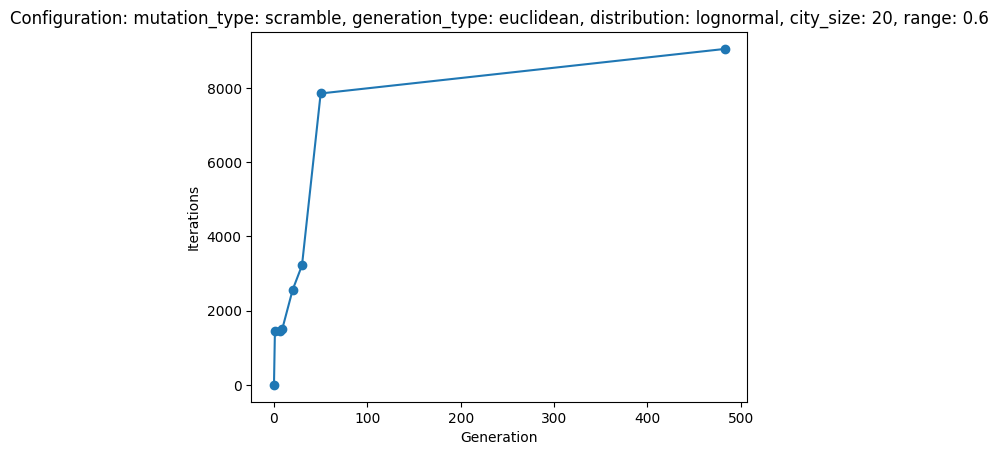 Configuration: mutation_type: scramble, generation_type: euclidean, distribution: lognormal, city_size: 20, range: 0.6
8000
6000
4000
2000
0
Iterations
0 100 200 300 400 500
Generation